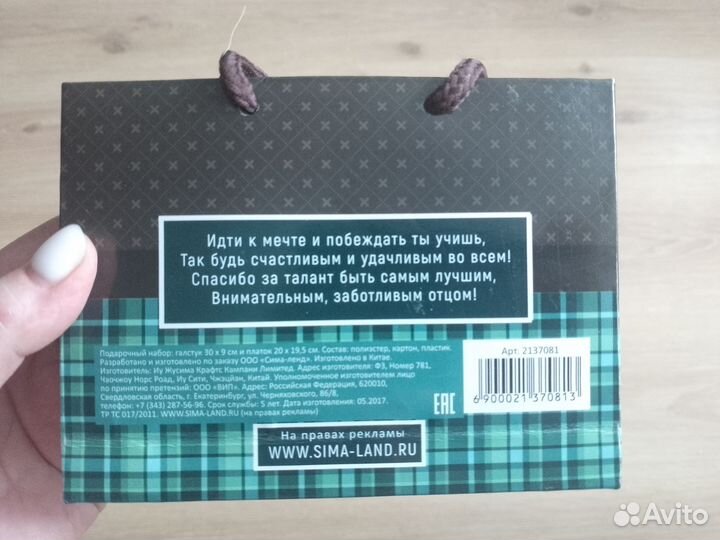 Идти к мечте и побеждать ты учишь,
Так будь счастливым и удачливым во всем!
Спасибо за талант быть самым лучшим,
Внимательным, заботливым отцом!
Подарочный набор: галстук 30 х 9 см и платок 20 х 19,5 см. Состав: полиэстер, картон, пластик.
Разработано и изготовлено по заказу ООО «Сима-ленд». Изготовлено в Китае.
Изготовитель: Иу Жусима Крафтс Кампани Лимитед. Адрес изготовителя: Ф3, Номер 781,
Чаочжоу Норс Роад, Иу Сити, Чжэцзян, Китай. Уполномоченное изготовителем лицо
по принятию претензий: ООО «ВИП». Адрес: Российская Федерация, 620010,
Свердловская область, г. Екатеринбург, ул. Черняховского, 86/8,
телефон: +7 (343) 287-56-96. Срок службы: 5 лет. Дата изготовления: 05.2017.
ТР ТС 017/2011. WWW.SIMA-LAND.RU (на правах рекламы)
EAC
Арт. 2137081
6 900021 370813
На правах рекламы
WWW.SIMA-LAND.RU
Avito